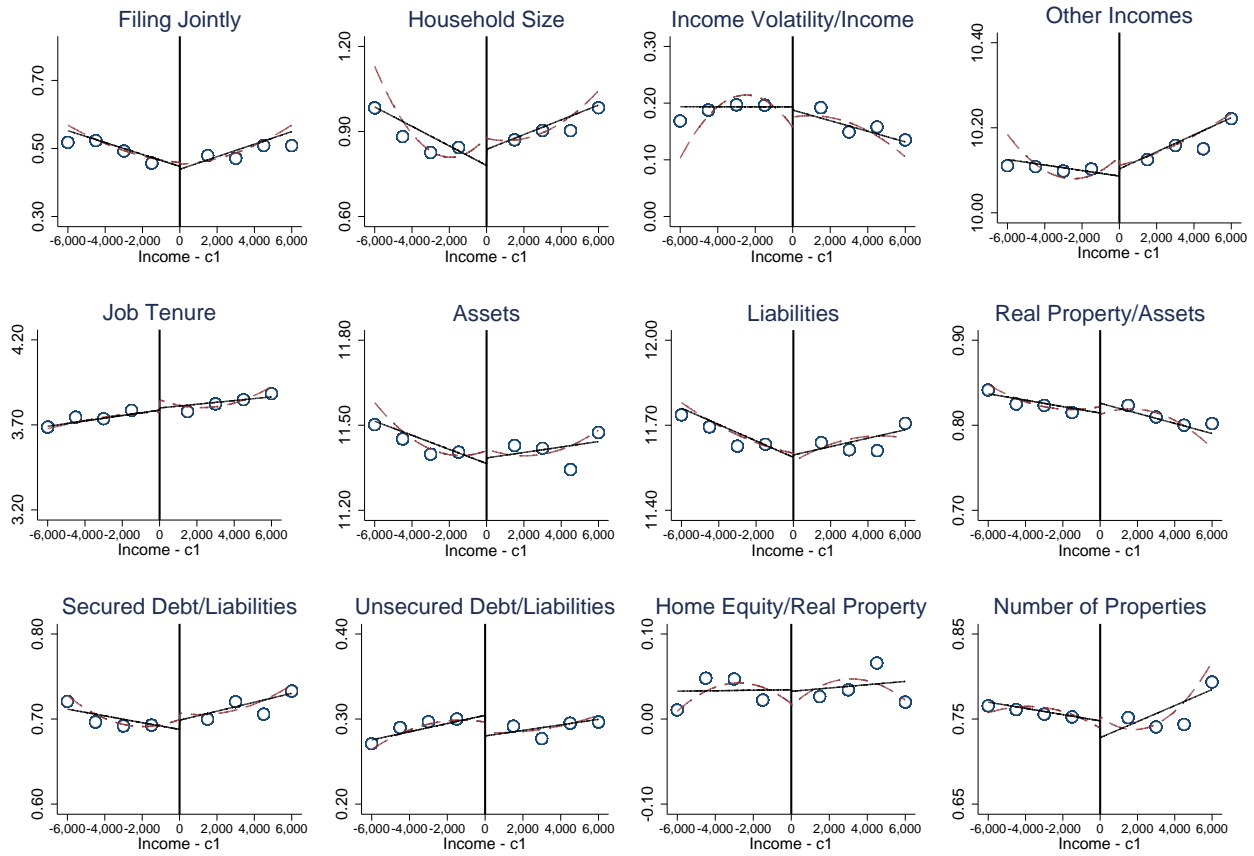 Filing Jointly
0.70
0.50
0.30
-6,000 -4,000 -2,000 0 2,000 4,000 6,000
Income - c1
Household Size
1.20
0.90
0.60
-6,000 -4,000 -2,000 0 2,000 4,000 6,000
Income - c1
Income Volatility/Income
0.30
0.20
0.10
0.00
-6,000 -4,000 -2,000 0 2,000 4,000 6,000
Income - c1
Other Incomes
10.40
10.20
10.00
-6,000 -4,000 -2,000 0 2,000 4,000 6,000
Income - c1
Job Tenure
4.20
3.70
3.20
-6,000 -4,000 -2,000 0 2,000 4,000 6,000
Income - c1
Assets
11.80
11.50
11.20
-6,000 -4,000 -2,000 0 2,000 4,000 6,000
Income - c1
Liabilities
12.00
11.70
11.40
-6,000 -4,000 -2,000 0 2,000 4,000 6,000
Income - c1
Real Property/Assets
0.90
0.80
0.70
-6,000 -4,000 -2,000 0 2,000 4,000 6,000
Income - c1
Secured Debt/Liabilities
0.80
0.70
0.60
-6,000 -4,000 -2,000 0 2,000 4,000 6,000
Income - c1
Unsecured Debt/Liabilities
0.40
0.30
0.20
-6,000 -4,000 -2,000 0 2,000 4,000 6,000
Income - c1
Home Equity/Real Property
0.10
0.00
-0.10
-6,000 -4,000 -2,000 0 2,000 4,000 6,000
Income - c1
Number of Properties
0.85
0.75
0.65
-6,000 -4,000 -2,000 0 2,000 4,000 6,000
Income - c1